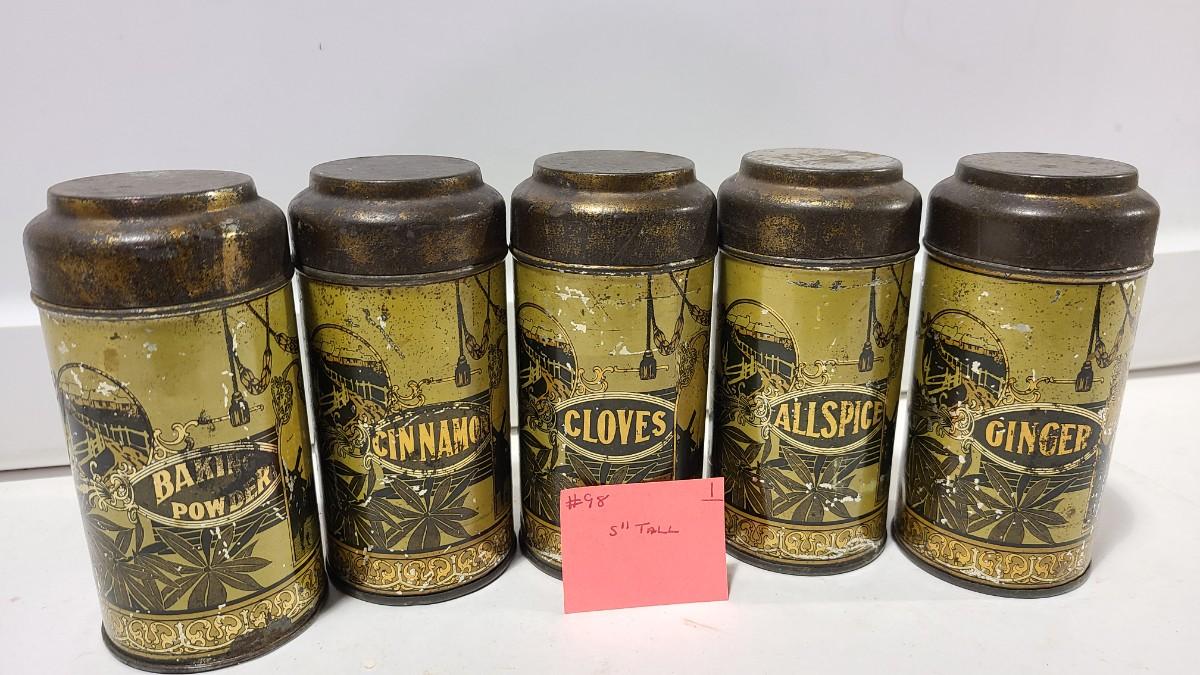 BAKING
POWDER
CINNAMO
CLOVES
ALLSPICE
GINGER
#98
1
5" TALL